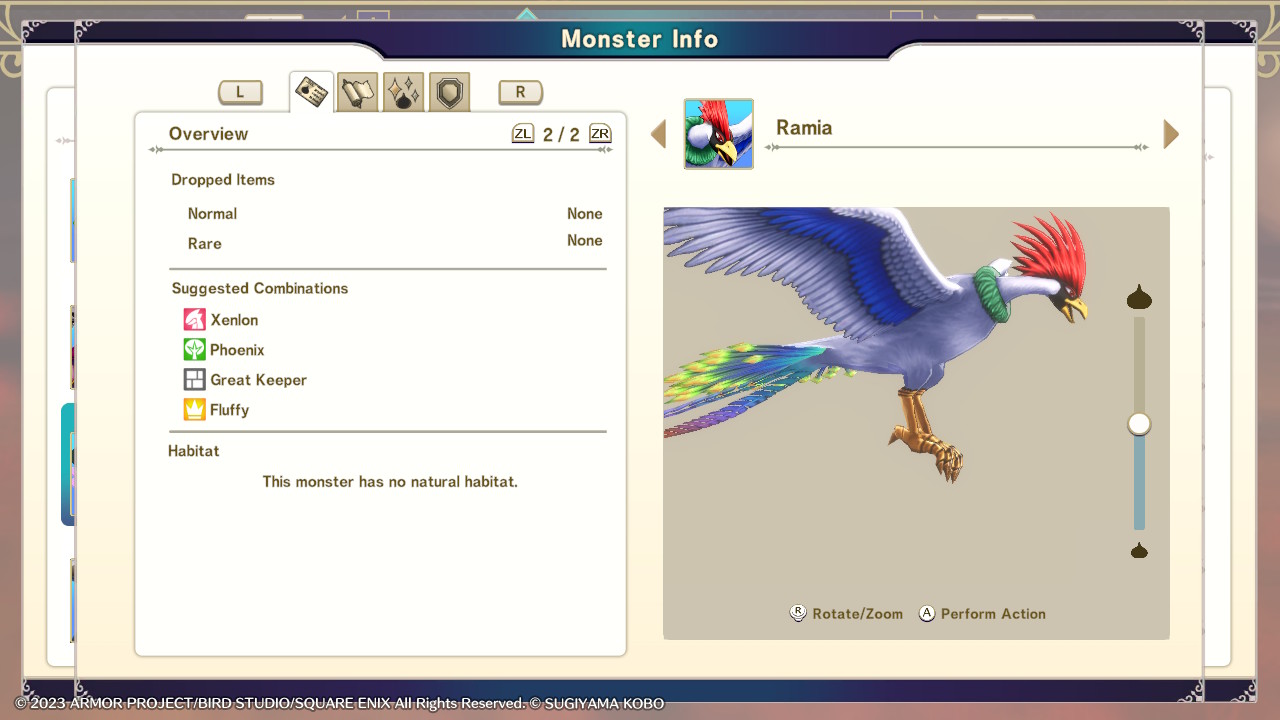 Monster Info
L
R
Overview
ZL 2 / 2 ZR
Dropped Items
Normal None
Rare None
Suggested Combinations
Xenlon
Phoenix
Great Keeper
Fluffy
Habitat
This monster has no natural habitat.
Ramia
R Rotate/Zoom A Perform Action
© 2023 ARMOR PROJECT/BIRD STUDIO/SQUARE ENIX All Rights Reserved. © SUGIYAMA KOBO